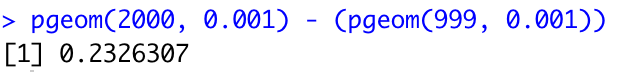 > pgeom(2000, 0.001) - (pgeom(999, 0.001))
[1] 0.2326307